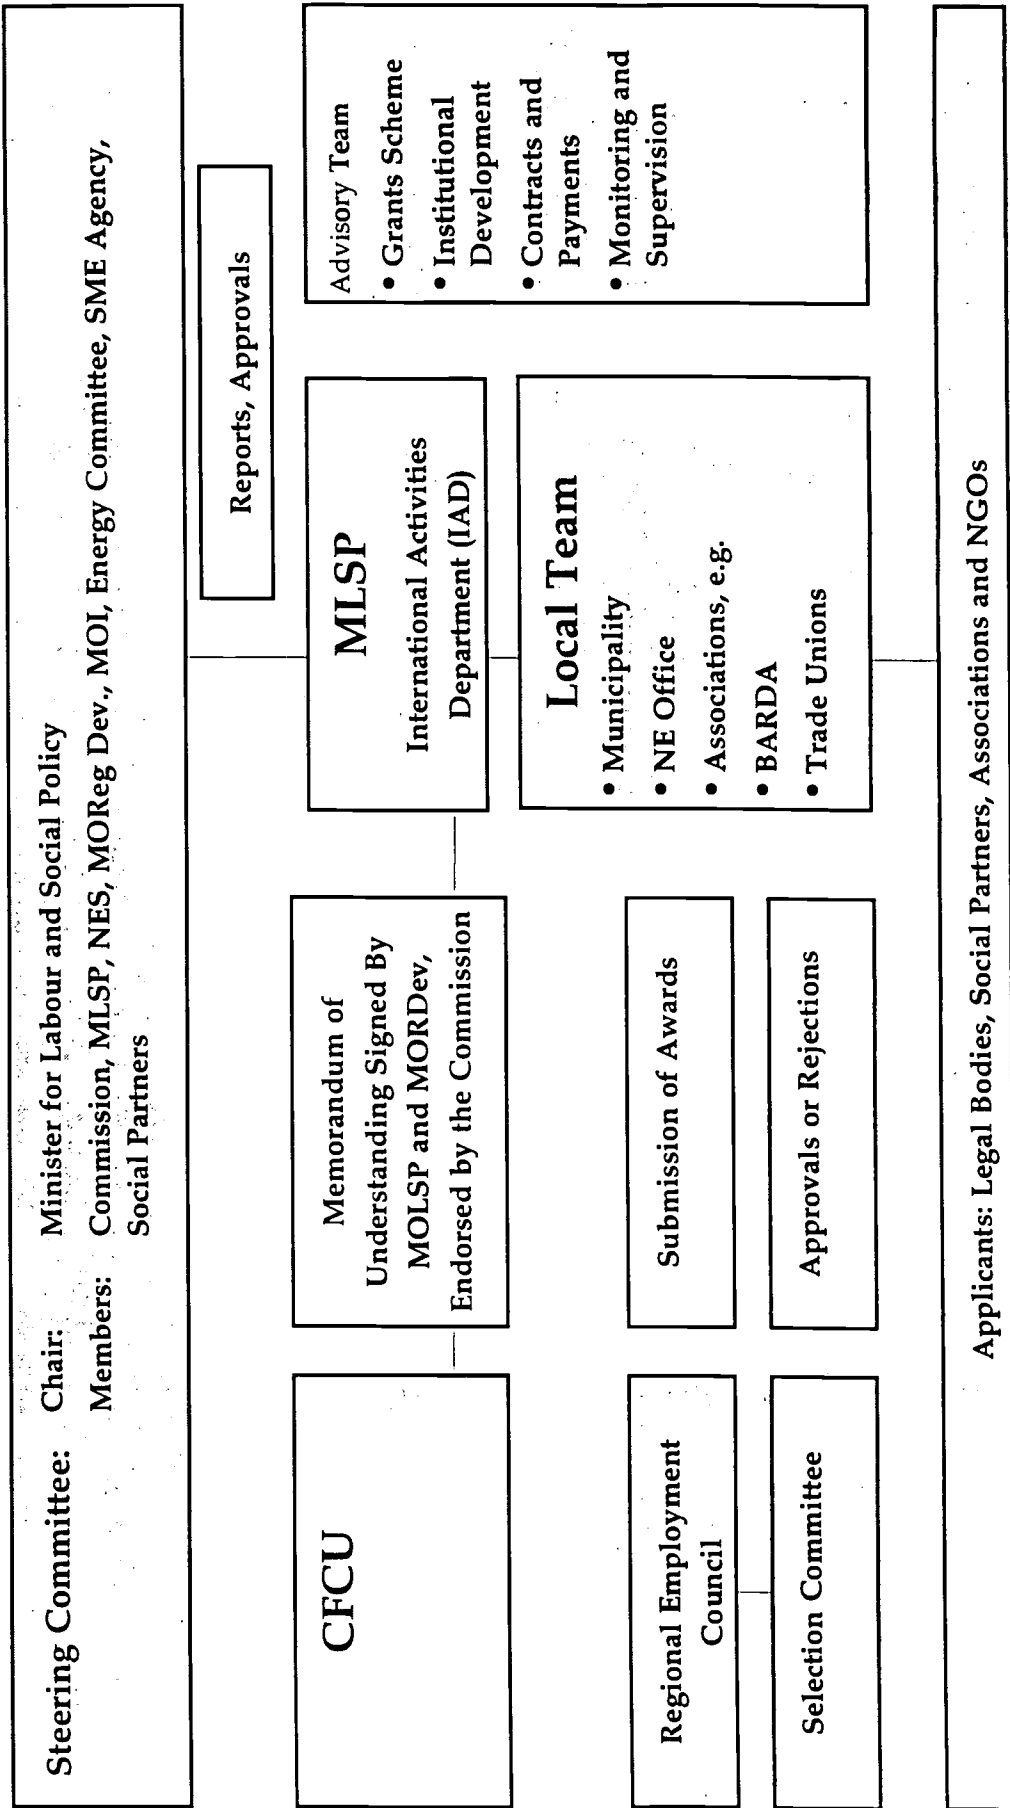 Steering Committee: Chair: Minister for Labour and Social Policy
Members: Commission, MLSP, NES, MOReg Dev., MOI, Energy Committee, SME Agency,
Social Partners
Reports, Approvals
CFCU
Memorandum of
Understanding Signed By
MOLSP and MORDev,
Endorsed by the Commission
MLSP
International Activities
Department (IAD)
Advisory Team
• Grants Scheme
• Institutional
Development
• Contracts and
Payments
• Monitoring and
Supervision
Local Team
• Municipality
• NE Office
• Associations, e.g.
• BARDA
• Trade Unions
Regional Employment
Council
Submission of Awards
Selection Committee
Approvals or Rejections
Applicants: Legal Bodies, Social Partners, Associations and NGOs